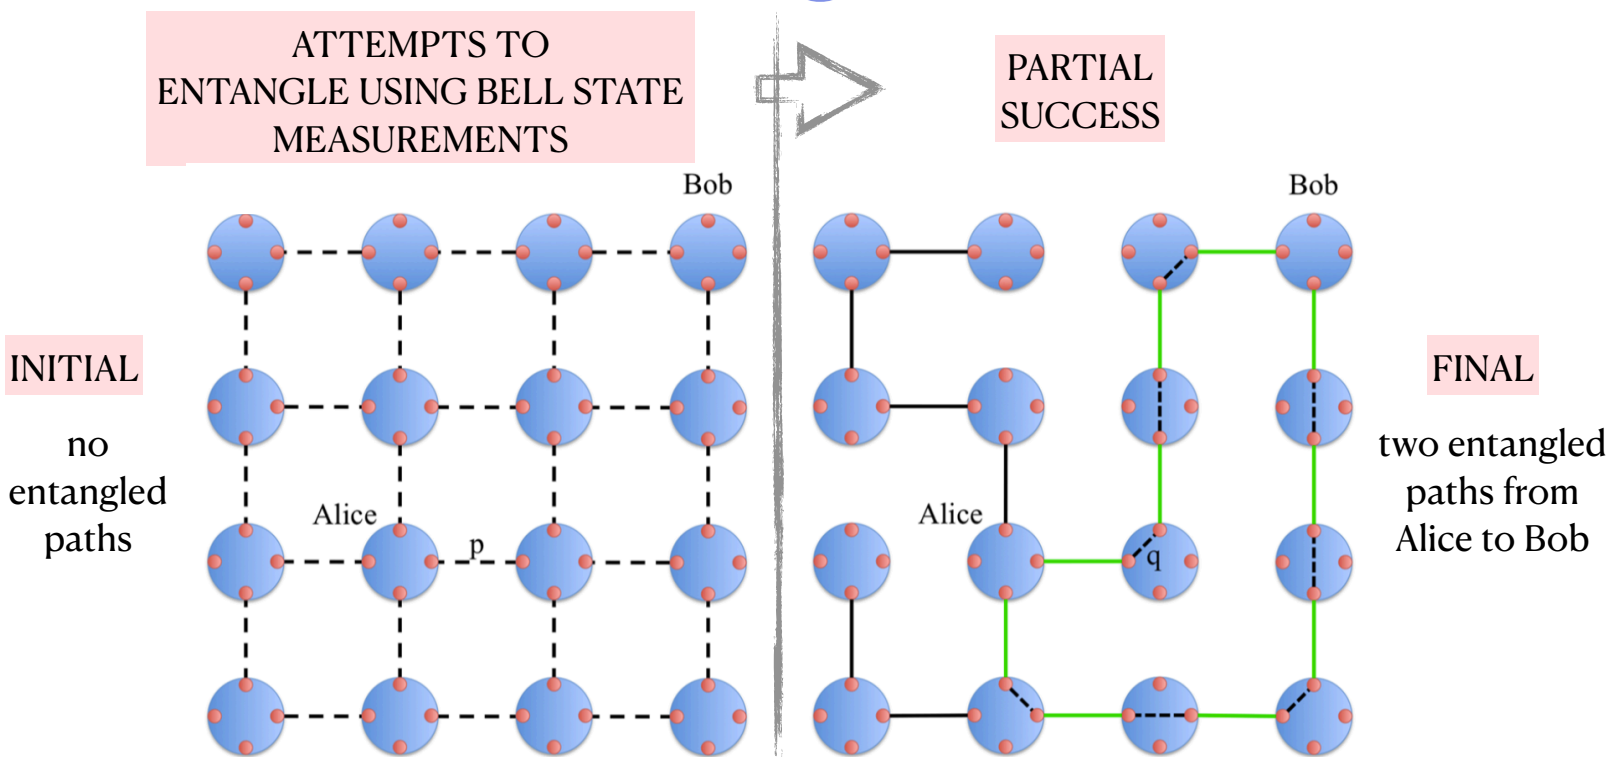 ATTEMPTS TO
ENTANGLE USING BELL STATE
MEASUREMENTS
PARTIAL
SUCCESS
Bob
Bob
INITIAL
no
entangled
paths
Alice
p
Alice
q
FINAL
two entangled
paths from
Alice to Bob